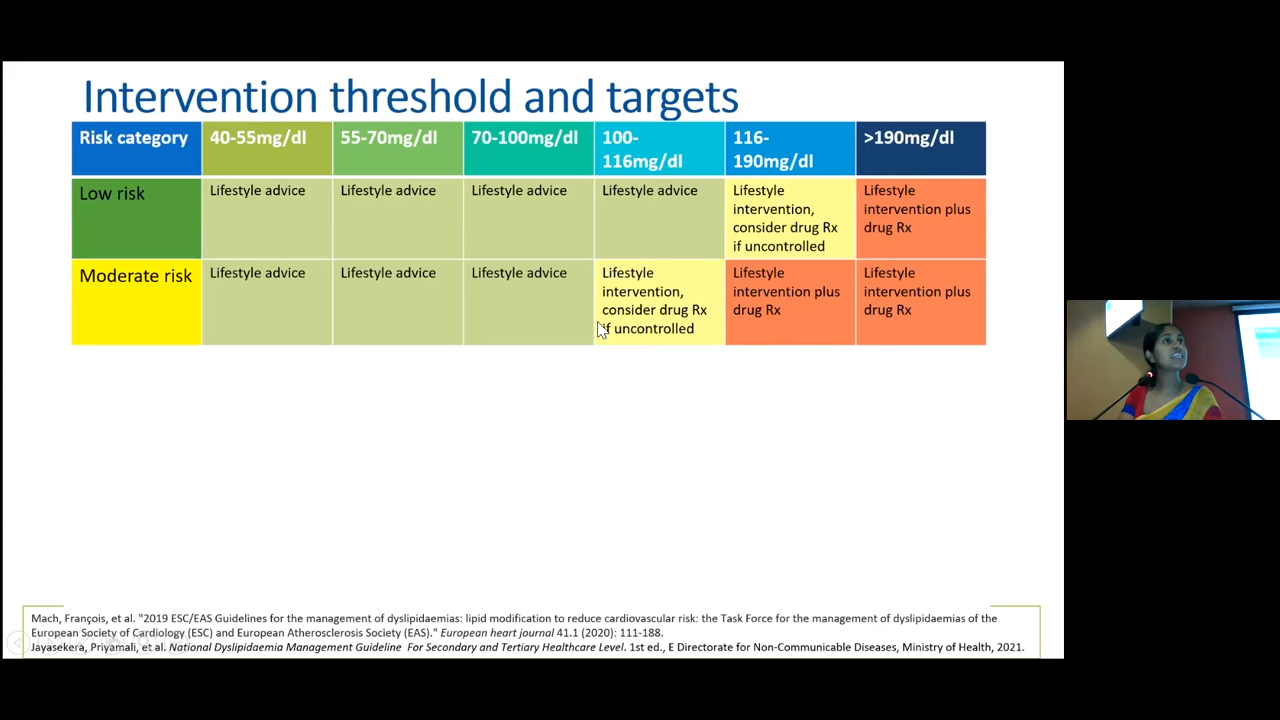 Intervention threshold and targets
Risk category 40-55mg/dl 55-70mg/dl 70-100mg/dl 100-116mg/dl 116-190mg/dl >190mg/dl
Low risk
Lifestyle advice
Lifestyle advice
Lifestyle advice
Lifestyle advice
Lifestyle
intervention,
consider drug Rx
if uncontrolled
Lifestyle
intervention plus
drug Rx
Moderate risk
Lifestyle advice
Lifestyle advice
Lifestyle advice
Lifestyle
intervention,
consider drug Rx
if uncontrolled
Lifestyle
intervention plus
drug Rx
Lifestyle
intervention plus
drug Rx
Mach, François, et al. "2019 ESC/EAS Guidelines for the management of dyslipidaemias: lipid modification to reduce cardiovascular risk: the Task Force for the management of dyslipidaemias of the
European Society of Cardiology (ESC) and European Atherosclerosis Society (EAS)." European heart journal 41.1 (2020): 111-188.
Jayasekera, Priyamali, et al. National Dyslipidaemia Management Guideline For Secondary and Tertiary Healthcare Level. 1st ed., E Directorate for Non-Communicable Diseases, Ministry of Health, 2021.